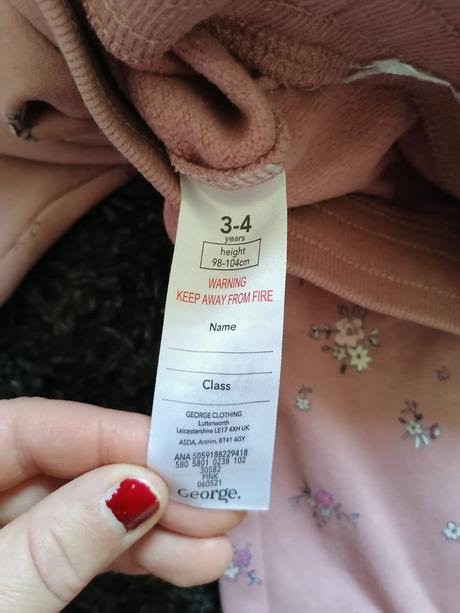 3-4
years
height
98-104cm
WARNING
KEEP AWAY FROM FIRE
Name
Class
GEORGE CLOTHING
Lutterworth
Leicestershire LE17 4XH UK
ASDA, Antrim, BT41 4GY
ANA 5059188229418
580 5801 0238 102
30582
PINK
060521
George.